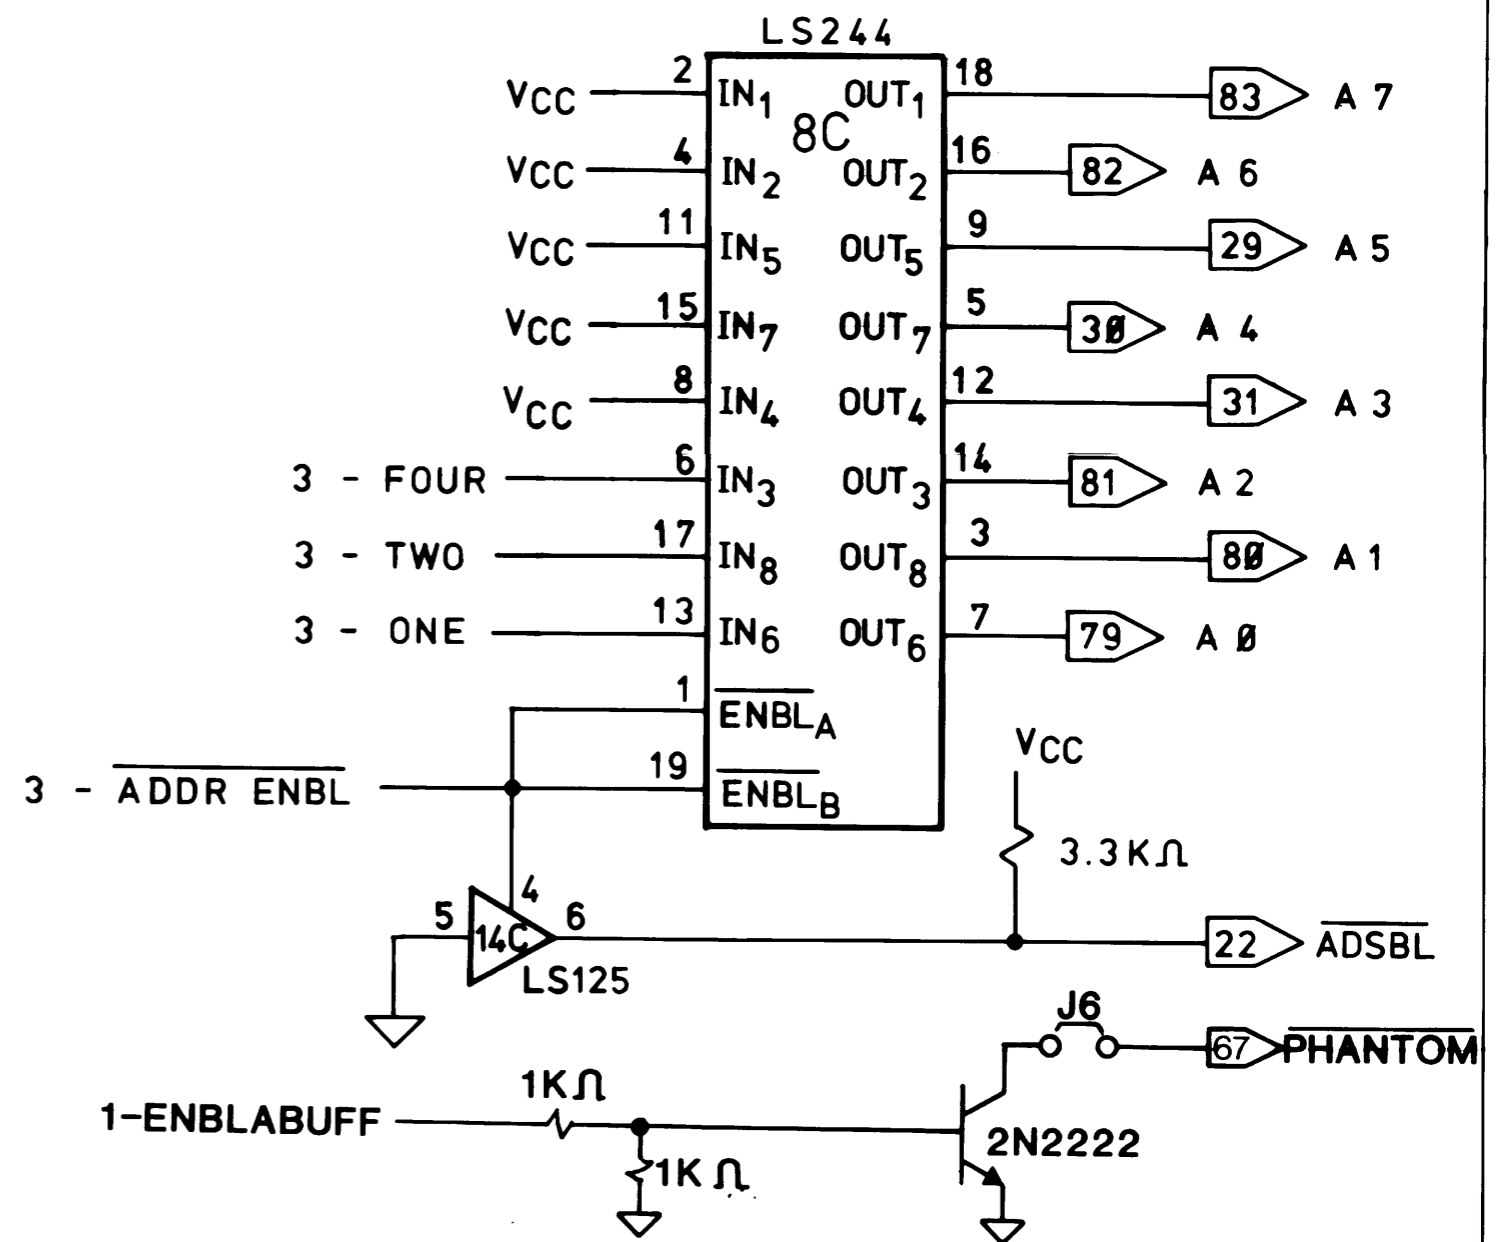 LS244
8C
VCC 2 IN1 OUT1 18 83 A 7
VCC 4 IN2 OUT2 16 82 A 6
VCC 11 IN5 OUT5 9 29 A 5
VCC 15 IN7 OUT7 5 3Ø A 4
VCC 8 IN4 OUT4 12 31 A 3
3 - FOUR 6 IN3 OUT3 14 81 A 2
3 - TWO 17 IN8 OUT8 3 8Ø A 1
3 - ONE 13 IN6 OUT6 7 79 A Ø
1 ENBLA
3 - ADDR ENBL 19 ENBLB
VCC
3.3KΩ
4
5 14C 6 22 ADSBL
LS125
J6
67 PHANTOM
1KΩ
1-ENBLABUFF
2N2222
1KΩ